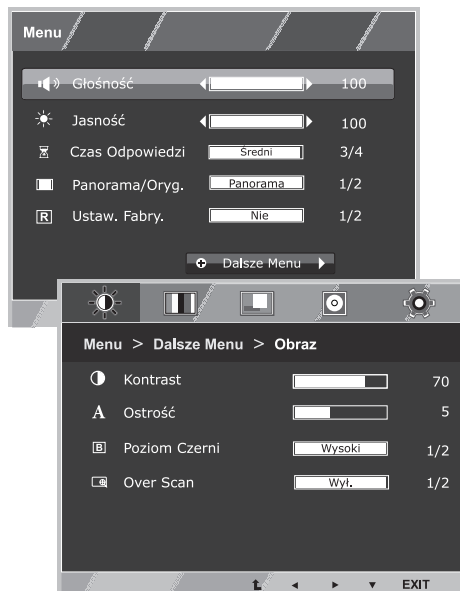 Menu
Głośność 100
Jasność 100
Czas Odpowiedzi Średni 3/4
Panorama/Oryg. Panorama 1/2
R Ustaw. Fabry. Nie 1/2
Dalsze Menu
Menu > Dalsze Menu > Obraz
Kontrast 70
A Ostrość 5
B Poziom Czerni Wysoki 1/2
Over Scan Wył. 1/2
EXIT